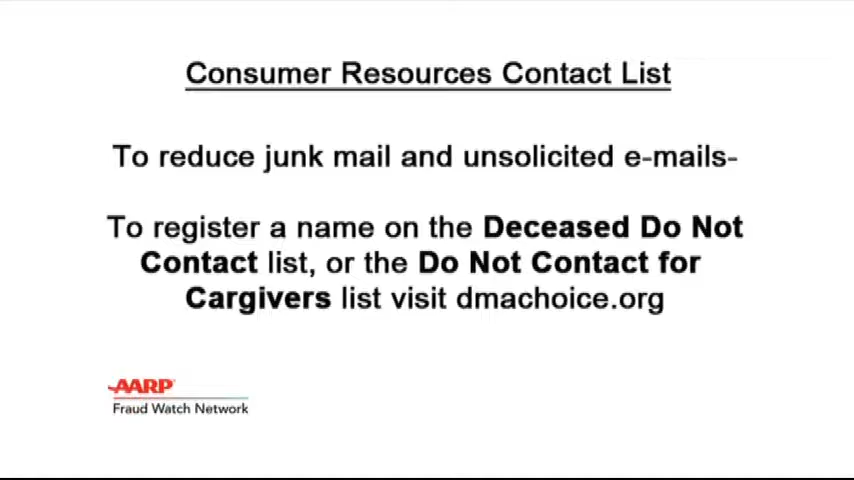 Consumer Resources Contact List
To reduce junk mail and unsolicited e-mails-
To register a name on the Deceased Do Not
Contact list, or the Do Not Contact for
Cargivers list visit dmachoice.org
AARP
Fraud Watch Network